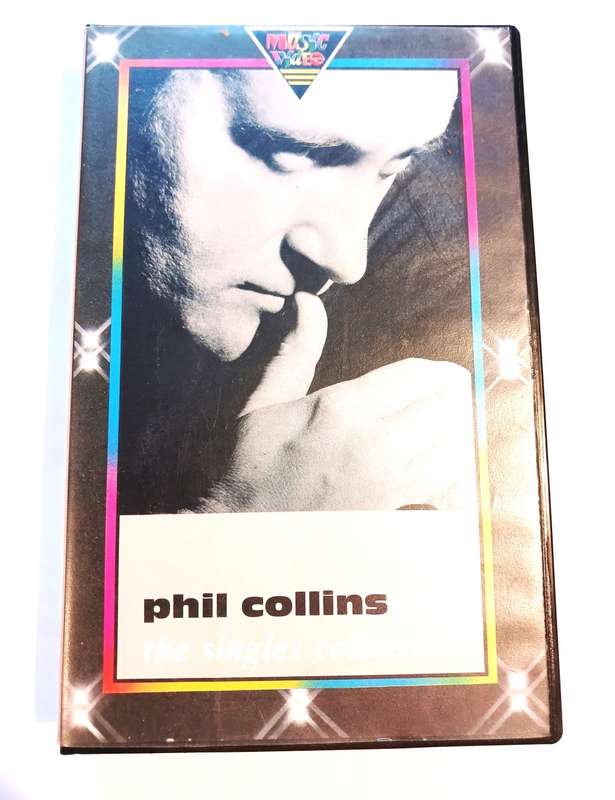 music
video
phil collins
the singles